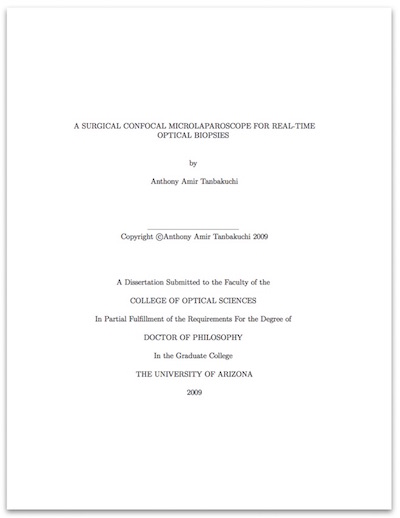 A SURGICAL CONFOCAL MICROLAPAROSCOPE FOR REAL-TIME
OPTICAL BIOPSIES
by
Anthony Amir Tanbakuchi
Copyright ©Anthony Amir Tanbakuchi 2009
A Dissertation Submitted to the Faculty of the
COLLEGE OF OPTICAL SCIENCES
In Partial Fulfillment of the Requirements For the Degree of
DOCTOR OF PHILOSOPHY
In the Graduate College
THE UNIVERSITY OF ARIZONA
2009